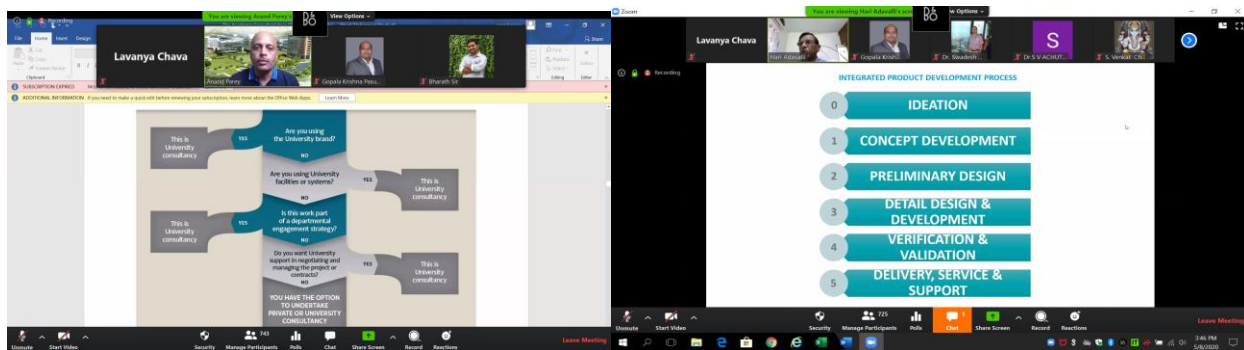 Recording
You are viewing Anand Parey's
View Options
File Home Insert Design
Share
Lavanya Chava
Anand Parey
Gopala Krishna Pasu...
Bharath Sir
Clipboard
Editing
SUBSCRIPTION EXPIRED
ADDITIONAL INFORMATION If you need to make a quick edit before renewing your subscription, learn more about the Office Web Apps. Learn More
Are you using
the University brand?
YES
This is
University
consultancy
NO
Are you using University
facilities or systems?
YES
This is
University
consultancy
NO
Is this work part
of a departmental
engagement strategy?
YES
This is
University
consultancy
NO
Do you want University
support in negotiating and
managing the project or
contracts?
YES
This is
University
consultancy
NO
YOU HAVE THE OPTION
TO UNDERTAKE
PRIVATE OR UNIVERSITY
CONSULTANCY
Unmute Start Video Security Manage Participants 743 Polls Chat Share Screen Record Reactions Leave Meeting
Zoom
You are viewing Hari Adavalli's
View Options
Lavanya Chava
Hari Adavalli
Gopala Krish
Dr. Swadesh
S
Dr S V ACHUT...
S. Venkat
Recording
INTEGRATED PRODUCT DEVELOPMENT PROCESS
0 IDEATION
1 CONCEPT DEVELOPMENT
2 PRELIMINARY DESIGN
3 DETAIL DESIGN &
DEVELOPMENT
4 VERIFICATION &
VALIDATION
5 DELIVERY, SERVICE &
SUPPORT
Unmute Start Video Security Manage Participants 725 Polls Chat Share Screen Record Reactions Leave Meeting
3:46 PM
5/8/2020